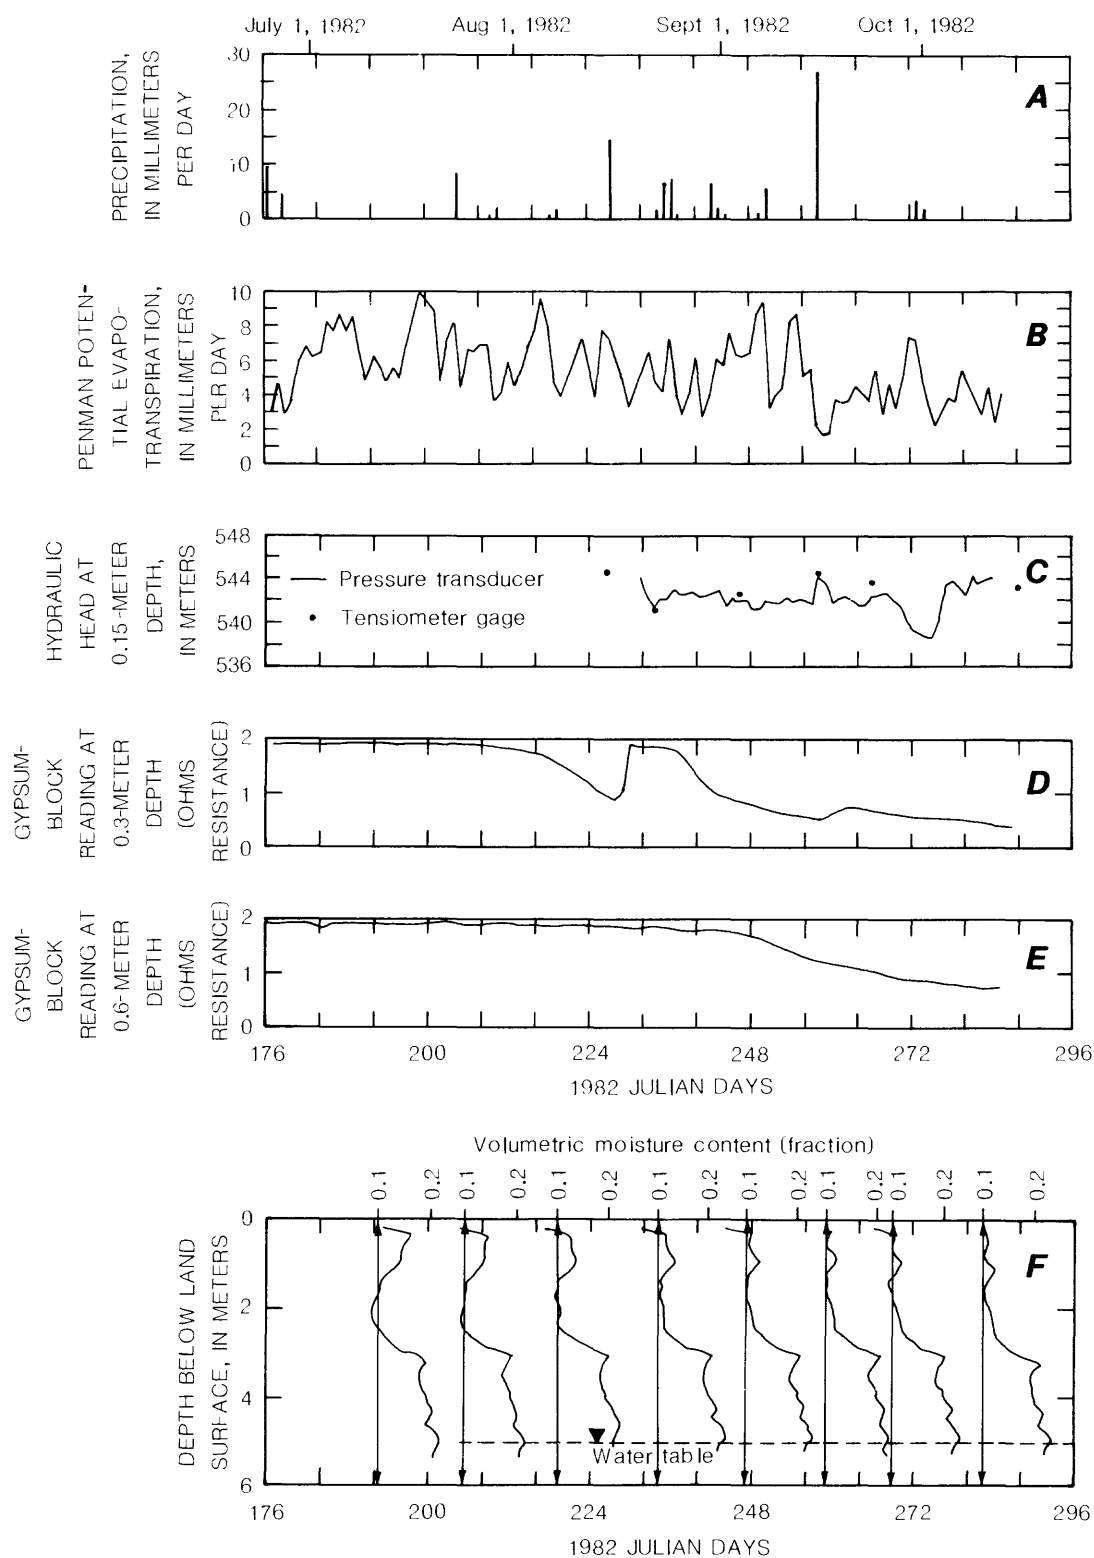 July 1, 1982 Aug 1, 1982 Sept 1, 1982 Oct 1, 1982
PRECIPITATION,
IN MILLIMETERS
PER DAY
30
20
10
0
A
PENMAN POTEN-
TIAL EVAPO-
TRANSPIRATION,
IN MILLIMETERS
PER DAY
10
8
6
4
2
0
B
HYDRAULIC
HEAD AT
0.15-METER
DEPTH,
IN METERS
548
544
540
536
Pressure transducer
Tensiometer gage
C
GYPSUM-
BLOCK
READING AT
0.3-METER
DEPTH
(OHMS
RESISTANCE)
2
1
0
D
GYPSUM-
BLOCK
READING AT
0.6-METER
DEPTH
(OHMS
RESISTANCE)
2
1
0
E
176 200 224 248 272 296
1982 JULIAN DAYS
Volumetric moisture content (fraction)
0.1 0.2 0.1 0.2 0.1 0.2 0.1 0.2 0.1 0.2 0.1 0.2 0.1 0.2 0.1 0.2
DEPTH BELOW LAND
SURFACE, IN METERS
0
2
4
6
F
Water table
176 200 224 248 272 296
1982 JULIAN DAYS